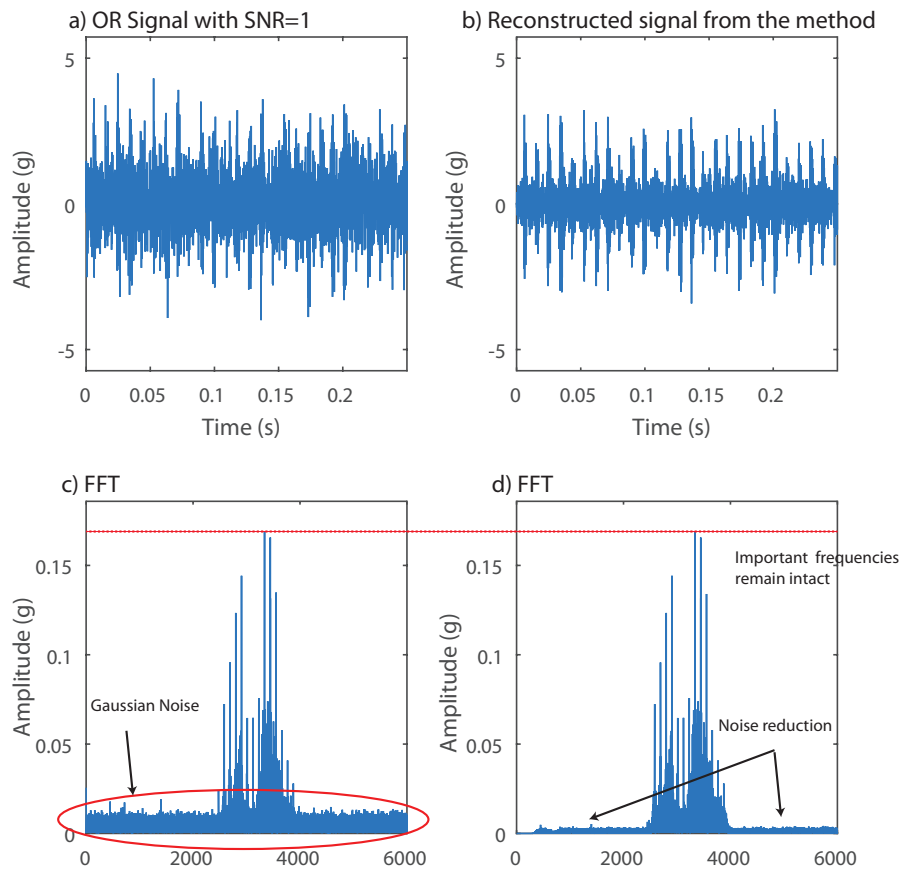 a) OR Signal with SNR=1
b) Reconstructed signal from the method
5
0
-5
Amplitude (g)
0
0.05
0.1
0.15
0.2
Time (s)
5
0
-5
Amplitude (g)
0
0.05
0.1
0.15
0.2
Time (s)
c) FFT
d) FFT
0.15
0.1
0.05
0
Amplitude (g)
Gaussian Noise
0
2000
4000
6000
0.15
0.1
0.05
0
Amplitude (g)
Important frequencies
remain intact
Noise reduction
0
2000
4000
6000